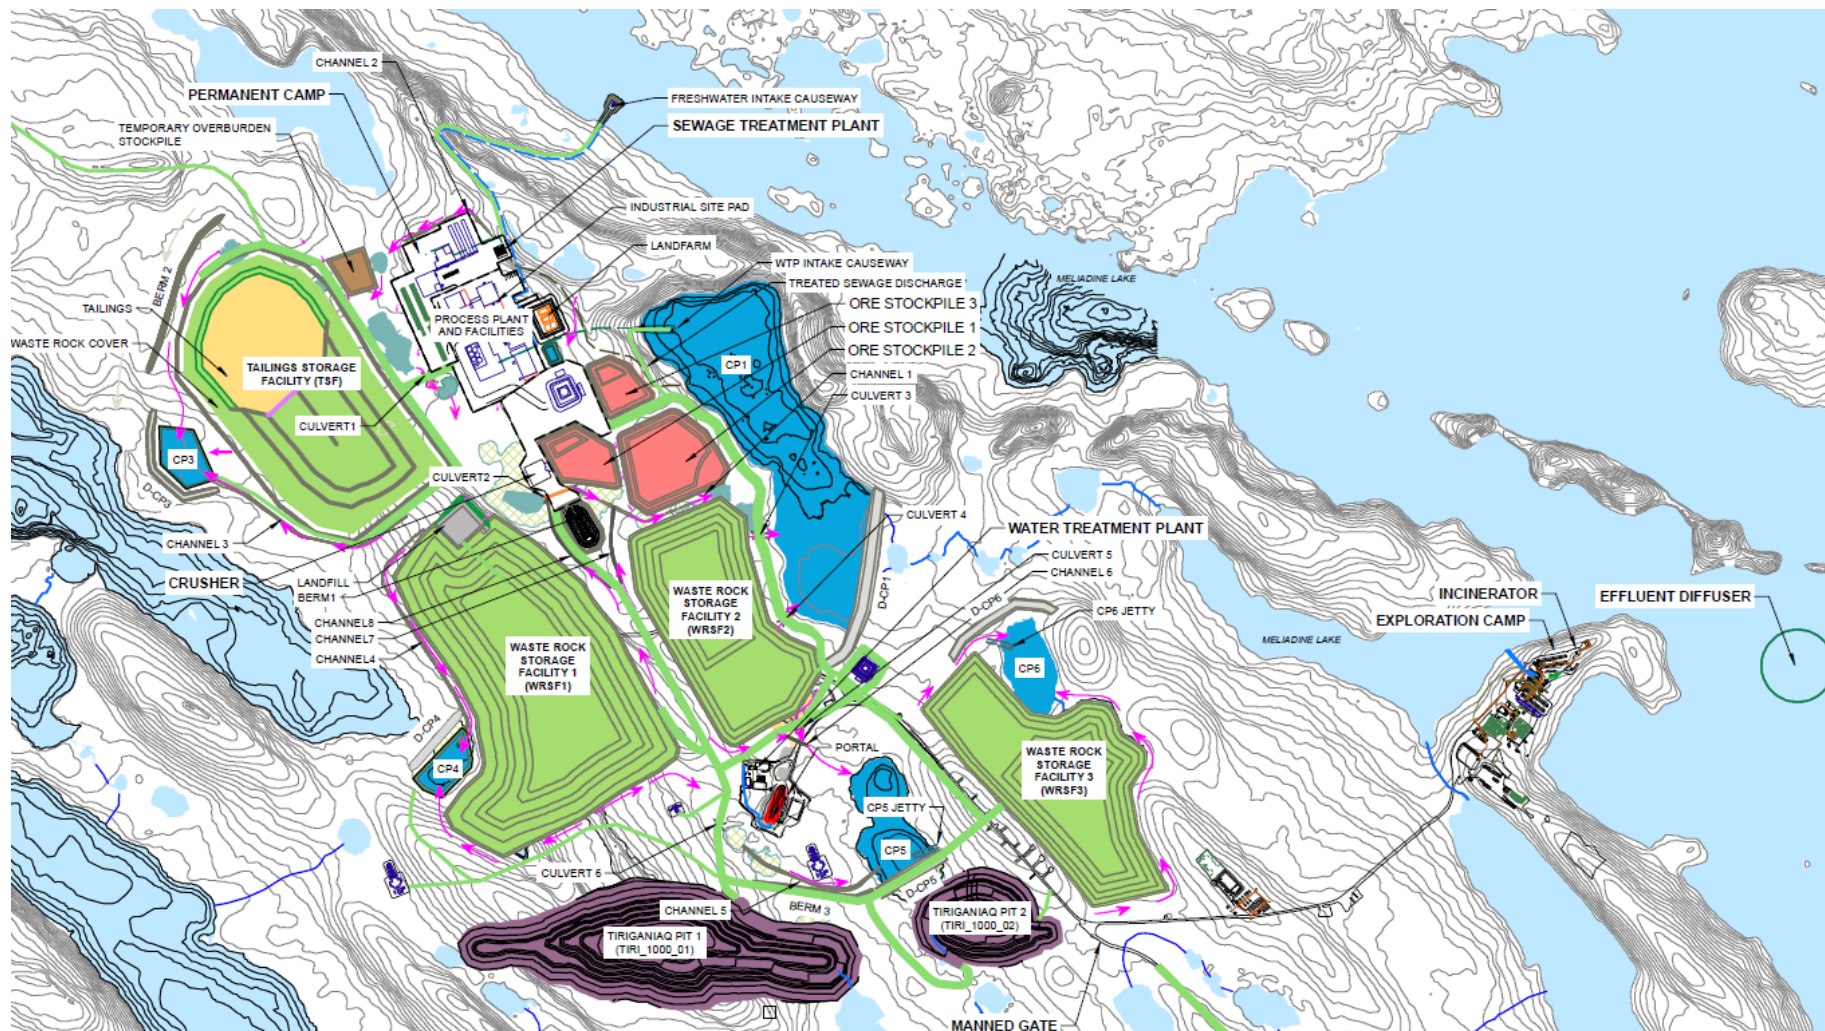 CHANNEL 2
PERMANENT CAMP
FRESHWATER INTAKE CAUSEWAY
TEMPORARY OVERBURDEN
STOCKPILE
SEWAGE TREATMENT PLANT
INDUSTRIAL SITE PAD
LANDFARM
WTP INTAKE CAUSEWAY
TREATED SEWAGE DISCHARGE
MELIADINE LAKE
BERM 2
TAILINGS
ORE STOCKPILE 3
PROCESS PLANT
AND FACILITIES
ORE STOCKPILE 1
WASTE ROCK COVER
ORE STOCKPILE 2
TAILINGS STORAGE
FACILITY (TSF)
CP1
CHANNEL 1
CULVERT 3
CULVERT1
CP3
CULVERT2
D-CP3
CULVERT 4
WATER TREATMENT PLANT
CHANNEL 3
CULVERT 5
CHANNEL 6
CRUSHER
LANDFILL
BERM1
D-CP1
D-CP6
INCINERATOR
EFFLUENT DIFFUSER
WASTE ROCK
STORAGE
FACILITY 2
(WRSF2)
CP6 JETTY
EXPLORATION CAMP
CHANNEL8
CHANNEL7
MELIADINE LAKE
CHANNEL4
WASTE ROCK
STORAGE
FACILITY 1
(WRSF1)
CP6
D-CP4
PORTAL
WASTE ROCK
STORAGE
FACILITY 3
(WRSF3)
CP4
CP5 JETTY
CP5
CULVERT 6
D-CP5
CHANNEL 5
BERM 3
TIRIGANIAQ PIT 2
(TIRI_1000_02)
TIRIGANIAQ PIT 1
(TIRI_1000_01)
MANNED GATE